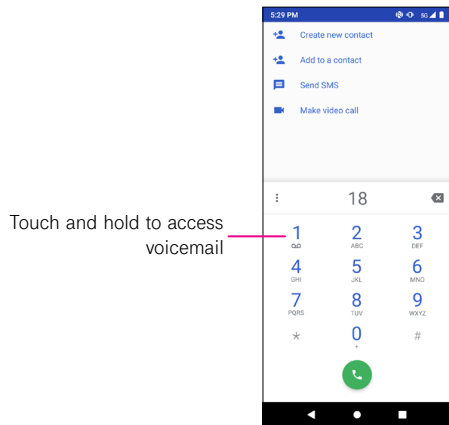 5:29 PM 5G
Create new contact
Add to a contact
Send SMS
Make video call
18
Touch and hold to access
voicemail
1 2 3
ABC DEF
4 5 6
GHI JKL MNO
7 8 9
PQRS TUV WXYZ
* 0 #
+